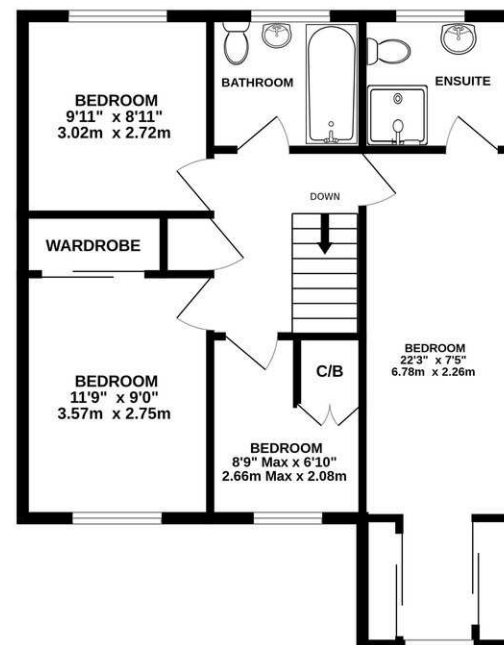 BEDROOM
9'11" x 8'11"
3.02m x 2.72m
BATHROOM
ENSUITE
DOWN
WARDROBE
BEDROOM
11'9" x 9'0"
3.57m x 2.75m
C/B
BEDROOM
22'3" x 7'5"
6.78m x 2.26m
BEDROOM
8'9" Max x 6'10"
2.66m Max x 2.08m